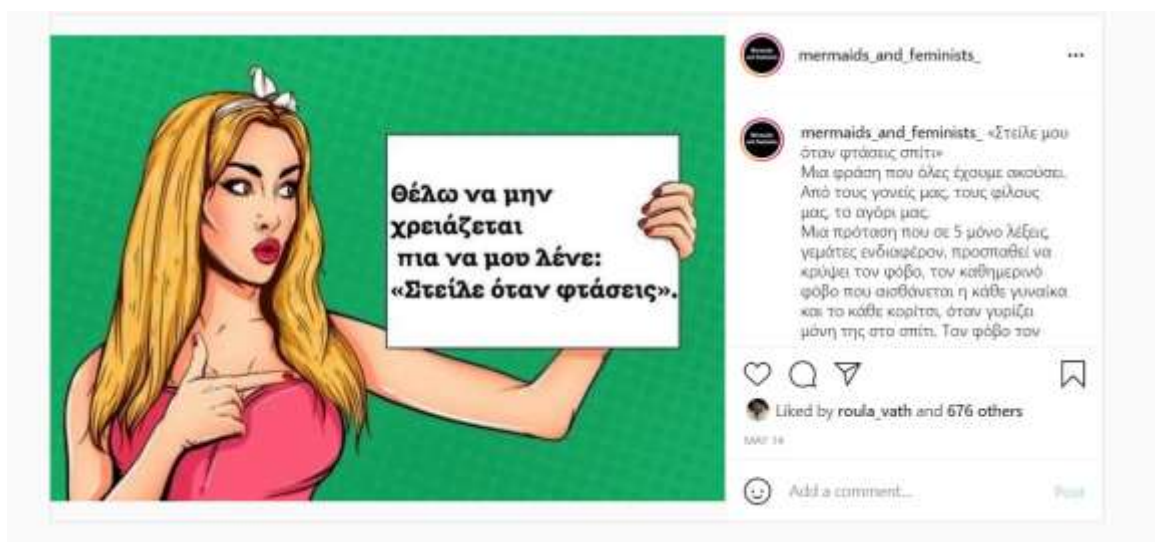 Θέλω να μην
χρειάζεται
πια να μου λένε:
«Στείλε όταν φτάσεις».
mermaids_and_feminists_
mermaids_and_feminists_ «Στείλε μου
όταν φτάσεις σπίτι»
Μια φράση που όλες έχουμε ακούσει.
Από τους γονείς μας, τους φίλους
μας, το αγόρι μας.
Μια πρόταση που σε 5 μόνο λέξεις,
γεμάτες ενδιαφέρον, προσπαθεί να
κρύψει τον φόβο, τον καθημερινό
φόβο που αισθάνεται η κάθε γυναίκα
και το κάθε κορίτσι, όταν γυρίζει
μόνη της στο σπίτι. Τον φόβο τον
Liked by roula_vath and 676 others
MAY 14
Add a comment...
Post